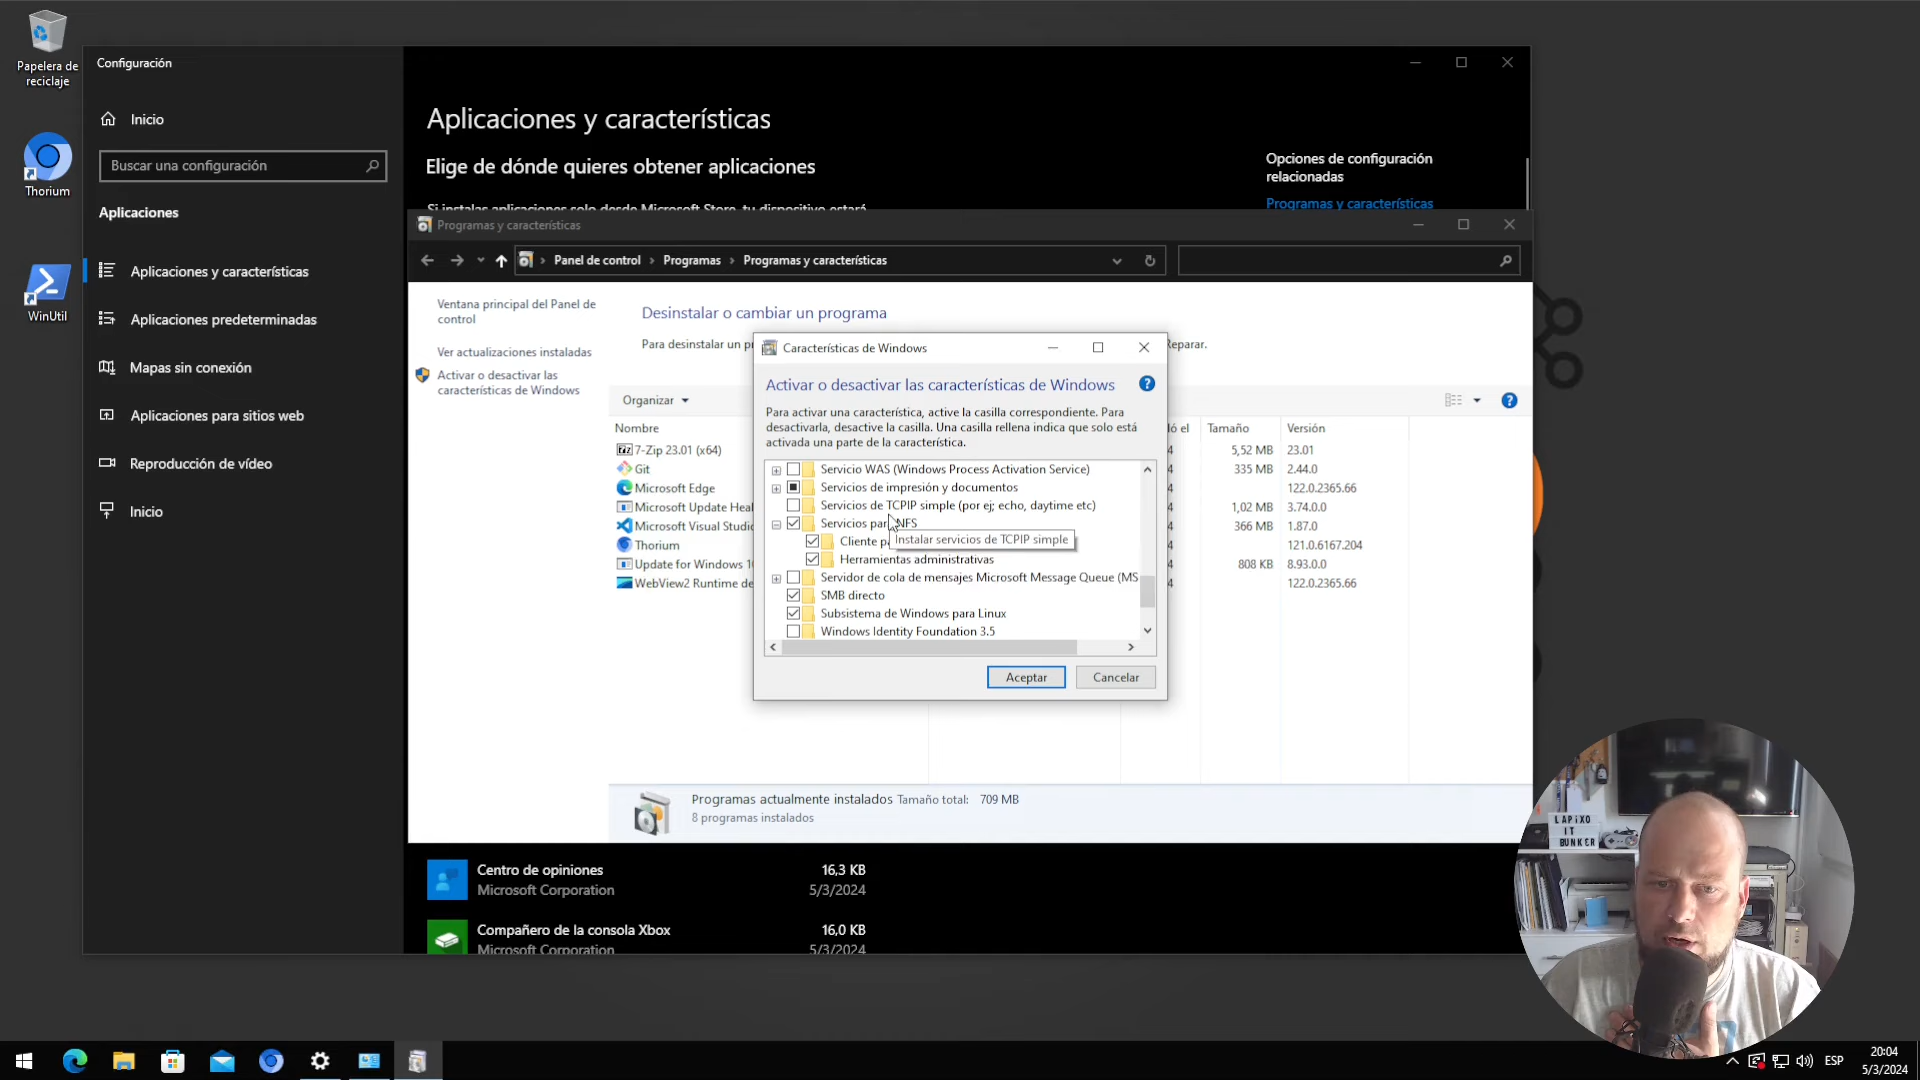 Papelera de
reciclaje
Thorium
WinUtil
Configuración
Inicio
Buscar una configuración
Aplicaciones
Aplicaciones y características
Aplicaciones predeterminadas
Mapas sin conexión
Aplicaciones para sitios web
Reproducción de vídeo
Inicio
Aplicaciones y características
Elige de dónde quieres obtener aplicaciones
Si instalas aplicaciones solo desde Microsoft Store, tu dispositivo estará
Opciones de configuración
relacionadas
Programas y características
Programas y características
Panel de control
Programas
Programas y características
Ventana principal del Panel de
control
Ver actualizaciones instaladas
Activar o desactivar las
características de Windows
Desinstalar o cambiar un programa
Para desinstalar un
Reparar.
Organizar
Nombre
Tamaño
Versión
7-Zip 23.01 (x64)
5,52 MB
23.01
Git
335 MB
2.44.0
Microsoft Edge
122.0.2365.66
Microsoft Update Heal
1,02 MB
3.74.0.0
Microsoft Visual Studio
366 MB
1.87.0
Thorium
121.0.6167.204
Update for Windows 10
808 KB
8.93.0.0
WebView2 Runtime de
122.0.2365.66
Características de Windows
Activar o desactivar las características de Windows
Para activar una característica, active la casilla correspondiente. Para
desactivarla, desactive la casilla. Una casilla rellena indica que solo está
activada una parte de la característica.
Servicio WAS (Windows Process Activation Service)
Servicios de impresión y documentos
Servicios de TCPIP simple (por ej; echo, daytime etc)
Servicios para NFS
Cliente pa
Instalar servicios de TCPIP simple
Herramientas administrativas
Servidor de cola de mensajes Microsoft Message Queue (MS
SMB directo
Subsistema de Windows para Linux
Windows Identity Foundation 3.5
Aceptar
Cancelar
Programas actualmente instalados Tamaño total: 709 MB
8 programas instalados
Centro de opiniones
16,3 KB
Microsoft Corporation
5/3/2024
Compañero de la consola Xbox
16,0 KB
Microsoft Corporation
5/3/2024
LAPIXO
IT
BUNKER
ESP
20:04
5/3/2024